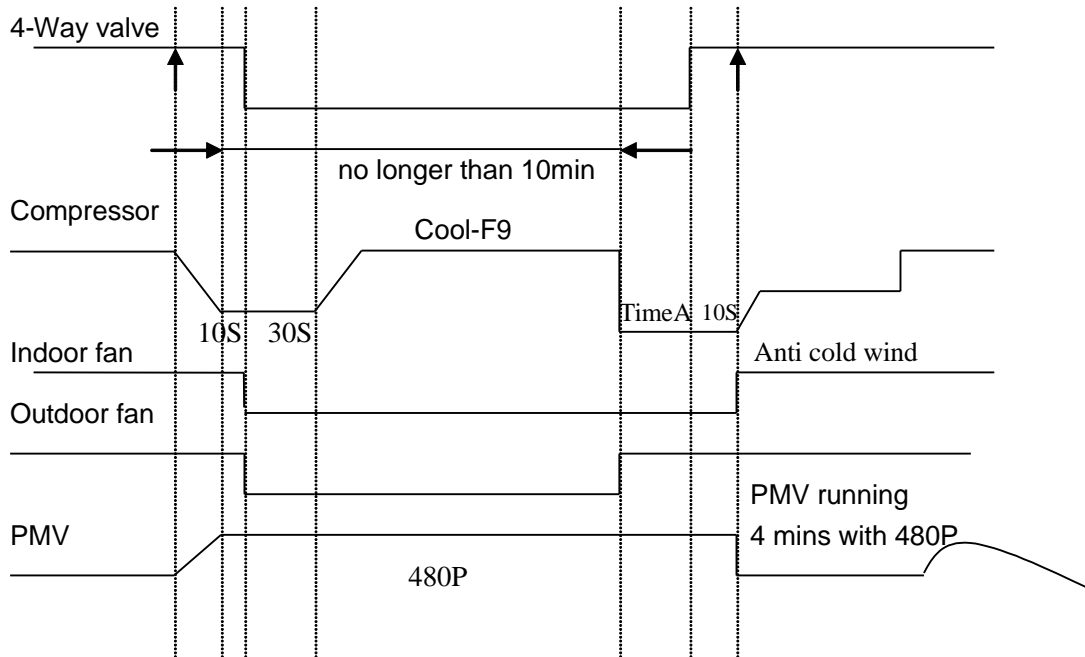 4-Way valve
no longer than 10min
Compressor
Cool-F9
TimeA 10S
10S 30S
Indoor fan
Anti cold wind
Outdoor fan
PMV running
4 mins with 480P
PMV
480P